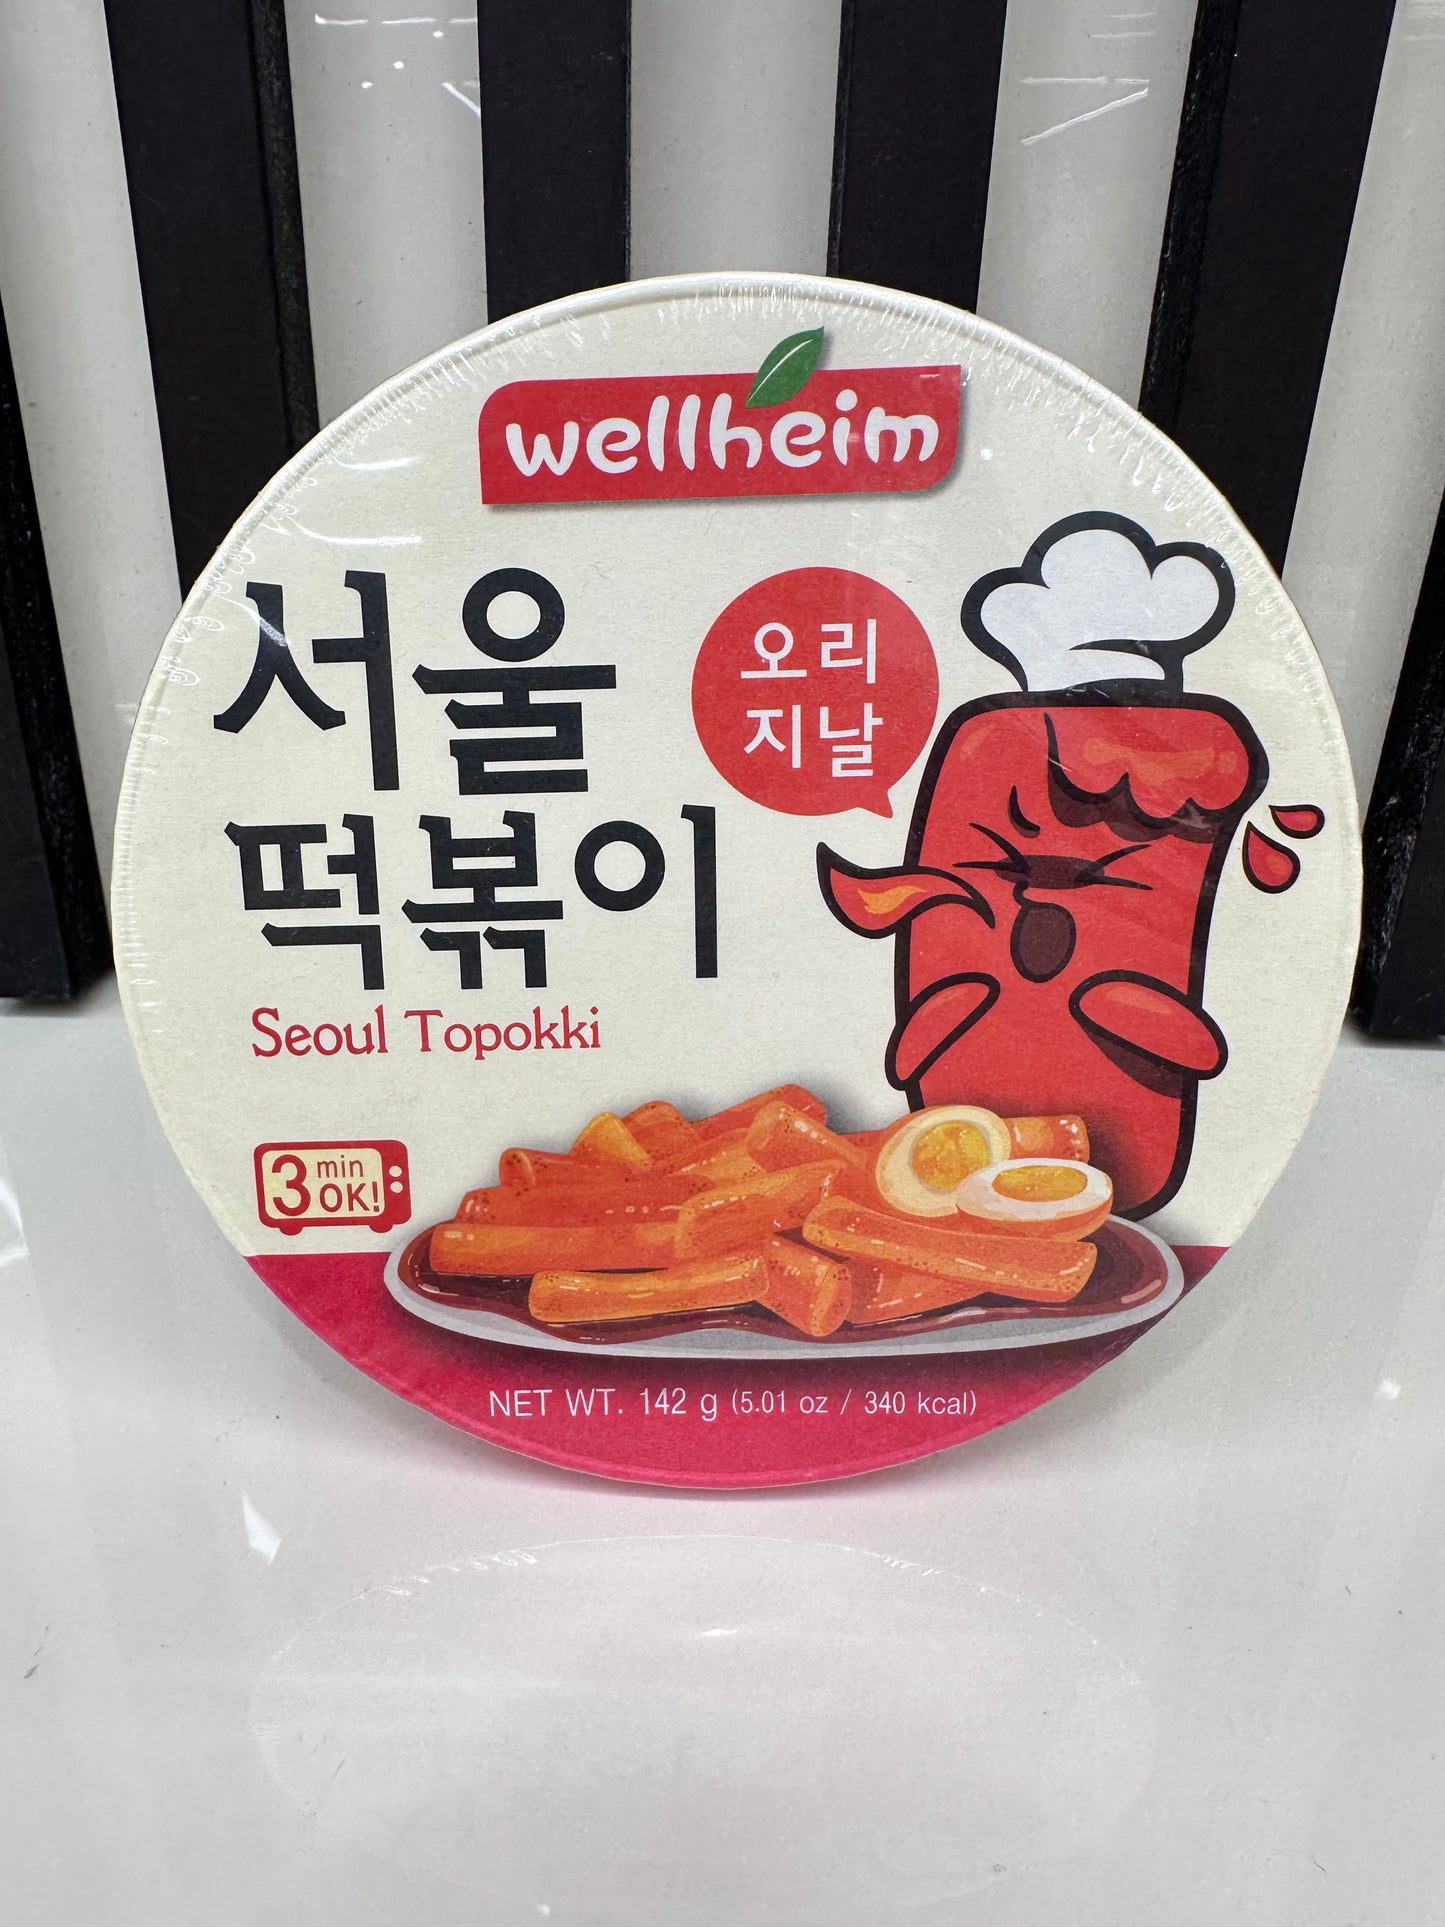 wellheim
서울
떡볶이
오리
지날
Seoul Topokki
3 min
OK!
NET WT. 142 g (5.01 oz / 340 kcal)